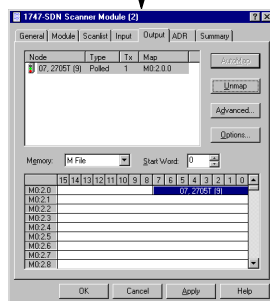 1747-SDN Scanner Module (2)
General Module Scanlist Input Output ADR Summary
Node Type Tx Map
07, 2705T (9) Polled 1 M0:2.0.0
AutoMap
Unmap
Advanced...
Options...
Memory: M File Start Word: 0
15 14 13 12 11 10 9 8 7 6 5 4 3 2 1 0
M0:2.0 07, 2705T (9)
M0:2.1
M0:2.2
M0:2.3
M0:2.4
M0:2.5
M0:2.6
M0:2.7
M0:2.8
OK Cancel Apply Help